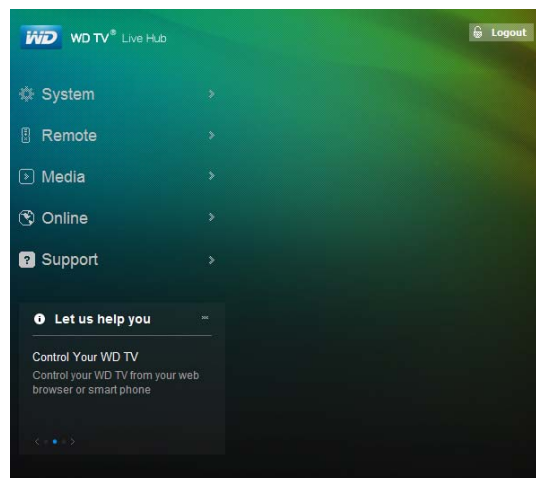 WD WD TV® Live Hub
Logout
System
Remote
Media
Online
? Support
Let us help you
Control Your WD TV
Control your WD TV from your web
browser or smart phone